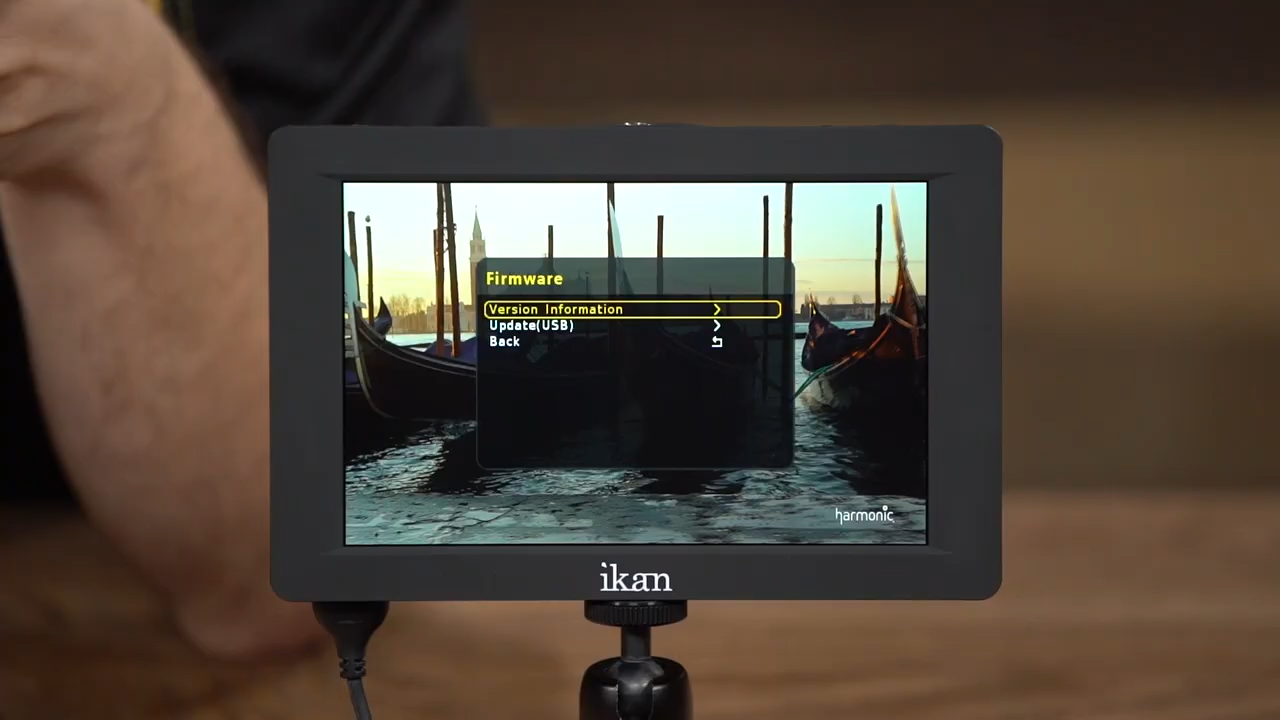 Firmware
Version Information
Update(USB)
Back
harmonic
ikan